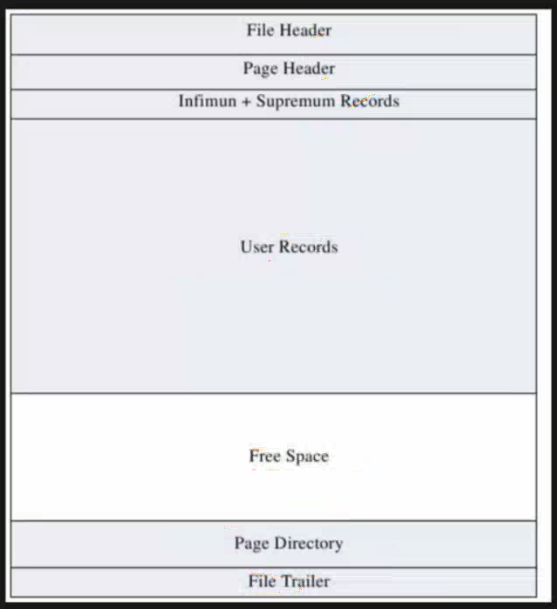 File Header
Page Header
Infimun + Supremum Records
User Records
Free Space
Page Directory
File Trailer